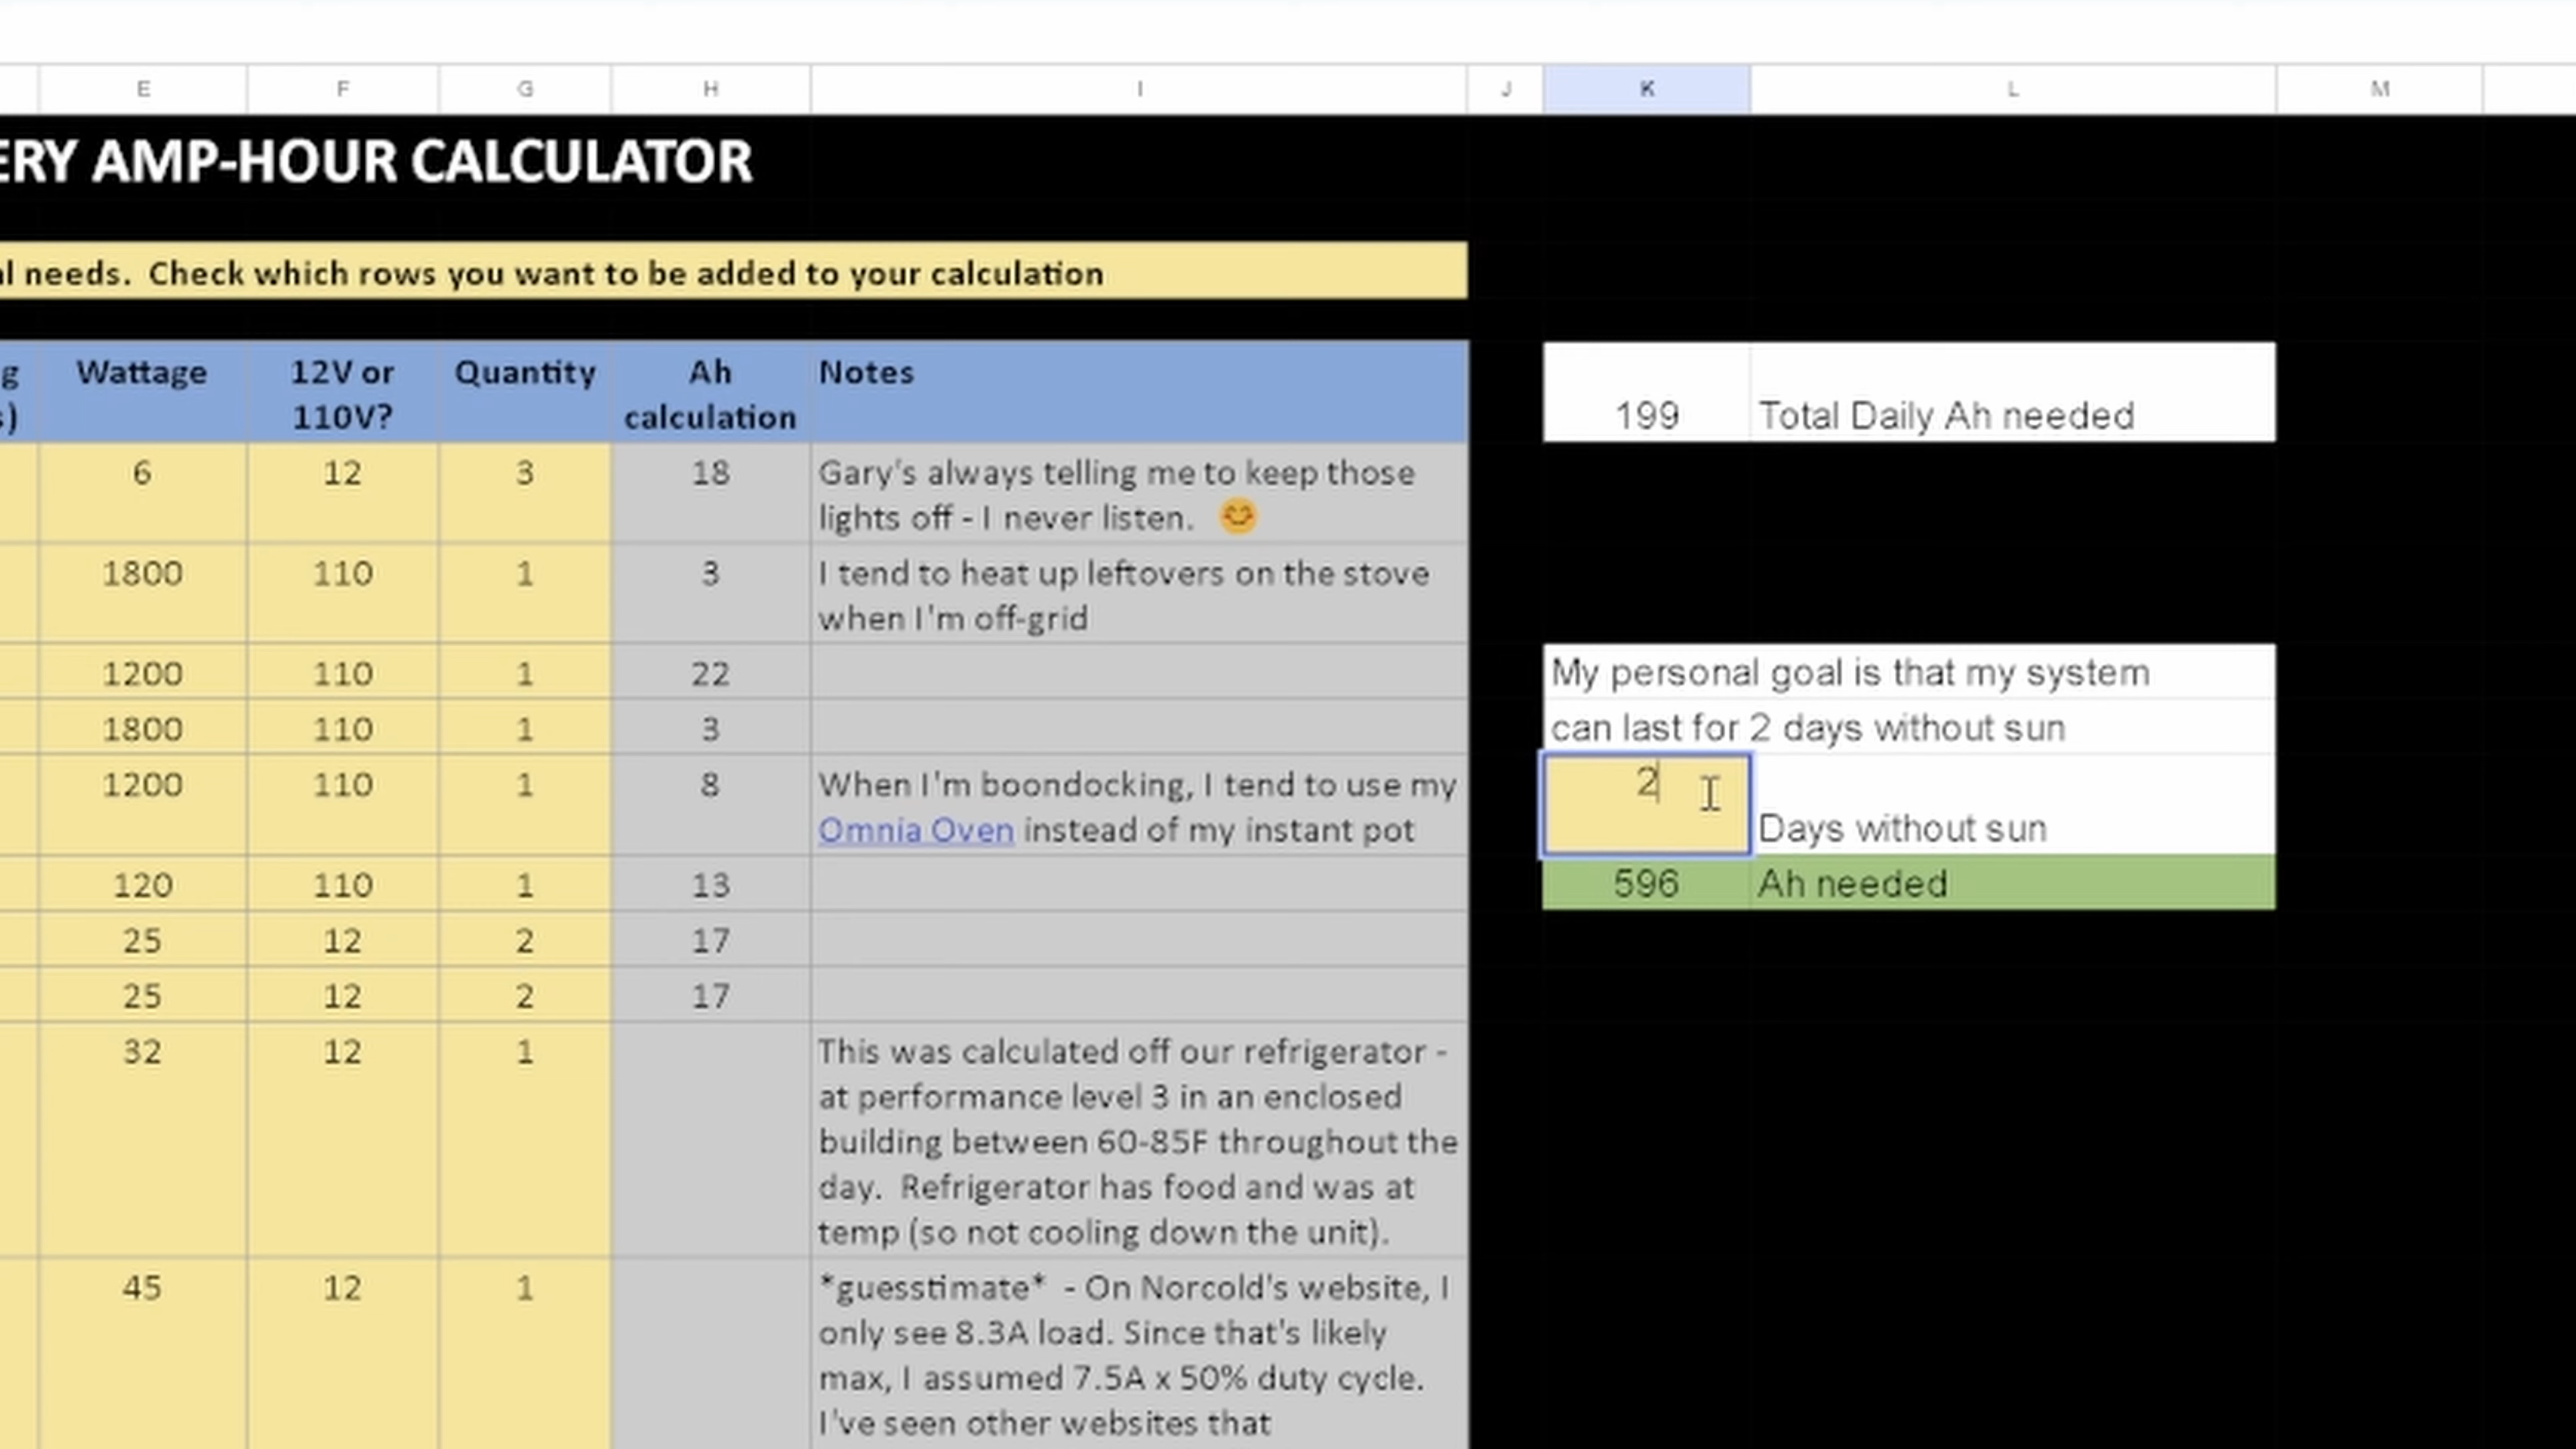 E F G H I J K L M
ERY AMP-HOUR CALCULATOR
al needs. Check which rows you want to be added to your calculation
g Wattage 12V or Quantity Ah Notes
s) 110V? calculation
199 Total Daily Ah needed
6 12 3 18 Gary's always telling me to keep those
lights off - I never listen. 😊
1800 110 1 3 I tend to heat up leftovers on the stove
when I'm off-grid
1200 110 1 22
My personal goal is that my system
1800 110 1 3
can last for 2 days without sun
1200 110 1 8 When I'm boondocking, I tend to use my
Omnia Oven instead of my instant pot
2
Days without sun
120 110 1 13
596 Ah needed
25 12 2 17
25 12 2 17
32 12 1 This was calculated off our refrigerator -
at performance level 3 in an enclosed
building between 60-85F throughout the
day. Refrigerator has food and was at
temp (so not cooling down the unit).
45 12 1 *guesstimate* - On Norcold's website, I
only see 8.3A load. Since that's likely
max, I assumed 7.5A x 50% duty cycle.
I've seen other websites that